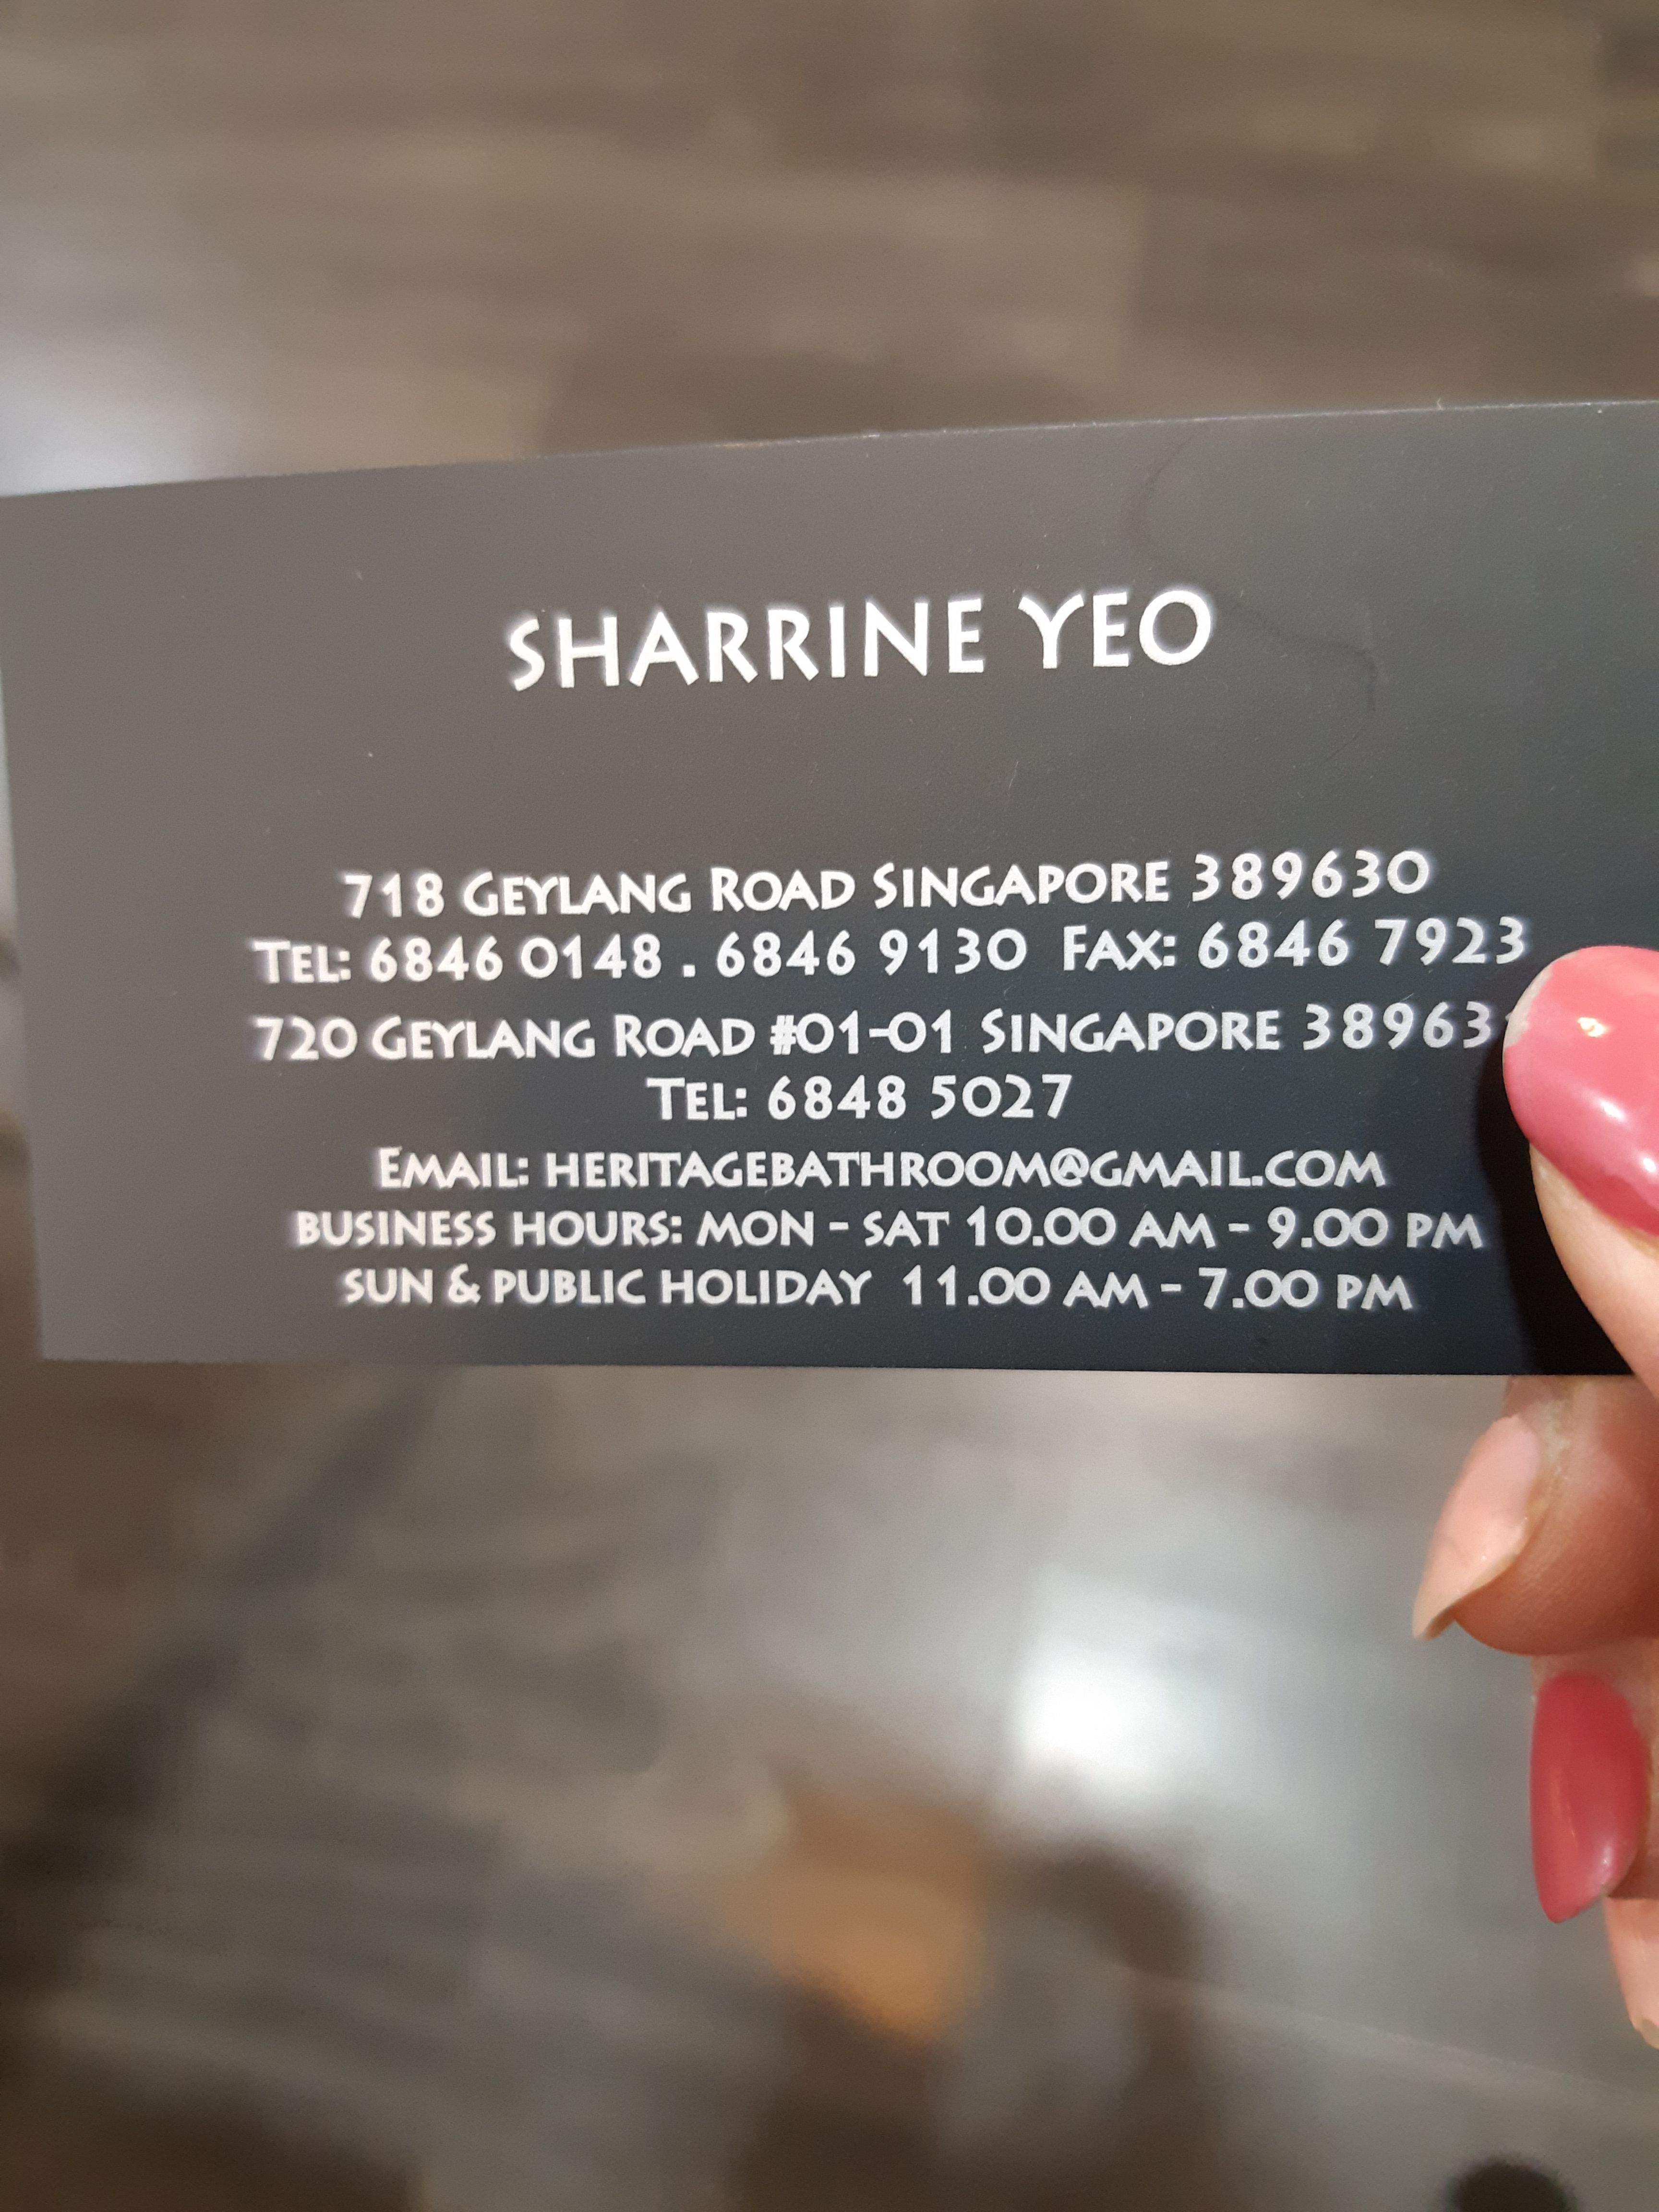 SHARRINE YEO
718 GEYLANG ROAD SINGAPORE 389630
TEL: 6846 0148 . 6846 9130 FAX: 6846 7923
720 GEYLANG ROAD #01-01 SINGAPORE
TEL: 6848 5027
EMAIL: HERITAGEBATHROOM@GMAIL.COM
BUSINESS HOURS: MON - SAT 10.00 AM - 9.00 PM
SUN & PUBLIC HOLIDAY 11.00 AM - 7.00 PM